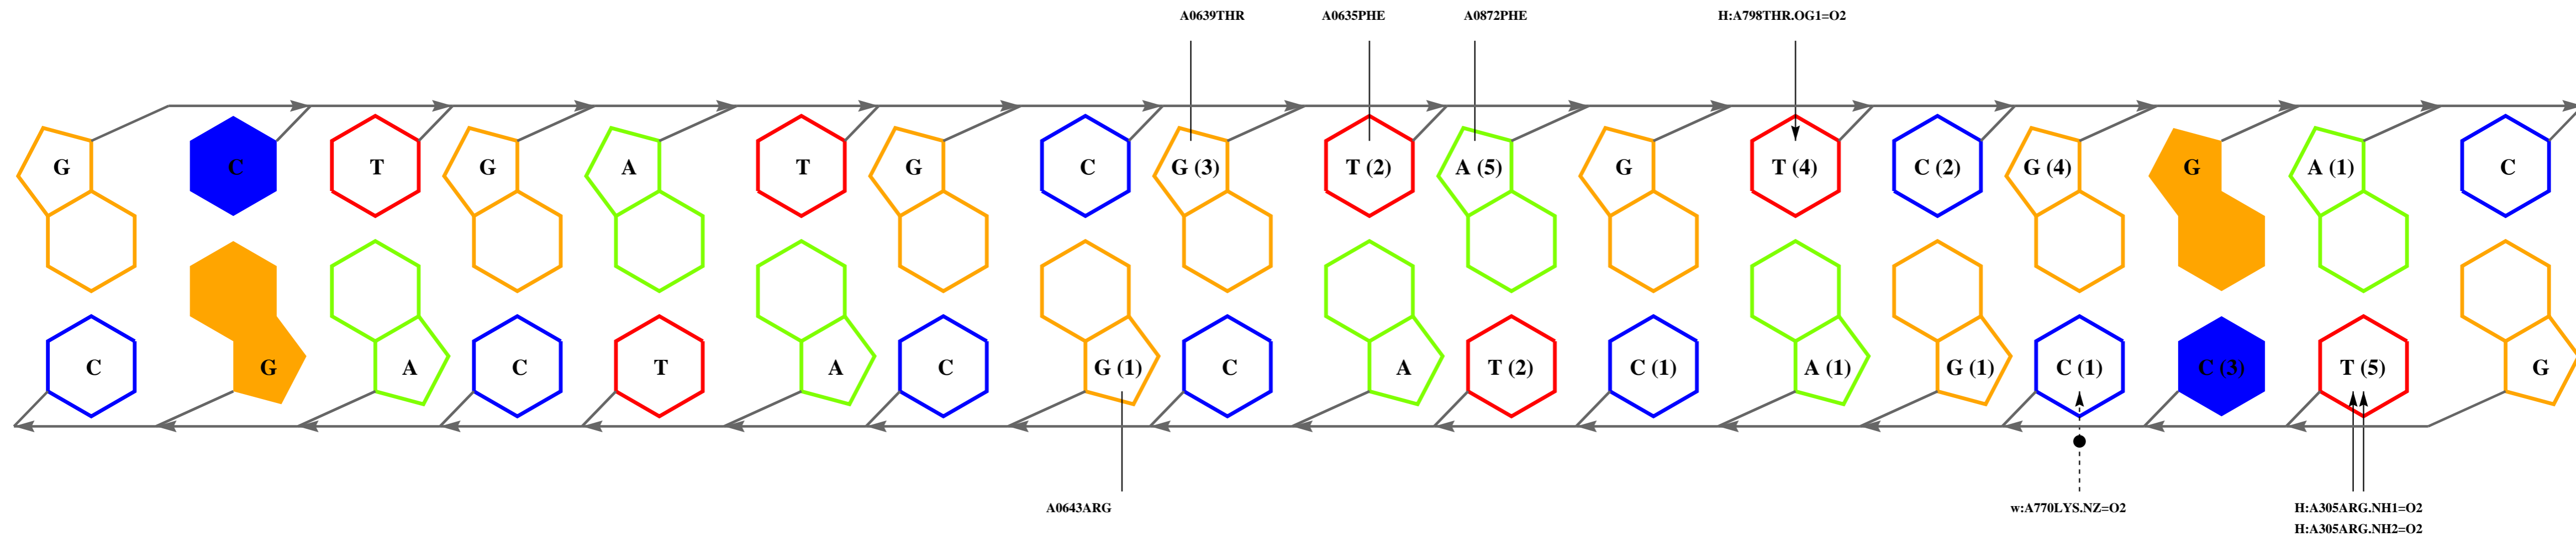 A0639THR A0635PHE A0872PHE H:A798THR.OG1=O2
G C T G A T G C G (3) T (2) A (5) G T (4) C (2) G (4) G A (1) C
C G A C T A C G (1) C A T (2) C (1) A (1) G (1) C (1) C (3) T (5) G
A0643ARG w:A770LYS.NZ=O2 H:A305ARG.NH1=O2
H:A305ARG.NH2=O2